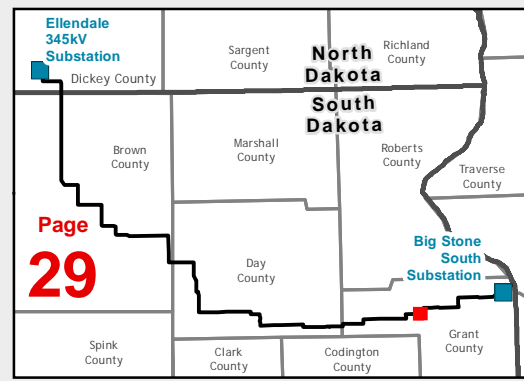 Ellendale
345kV
Substation
Dickey County
Sargent
County
North
Dakota
Richland
County
South
Dakota
Brown
County
Marshall
County
Roberts
County
Traverse
County
Page
29
Day
County
Big Stone
South
Substation
Spink
County
Clark
County
Codington
County
Grant
County